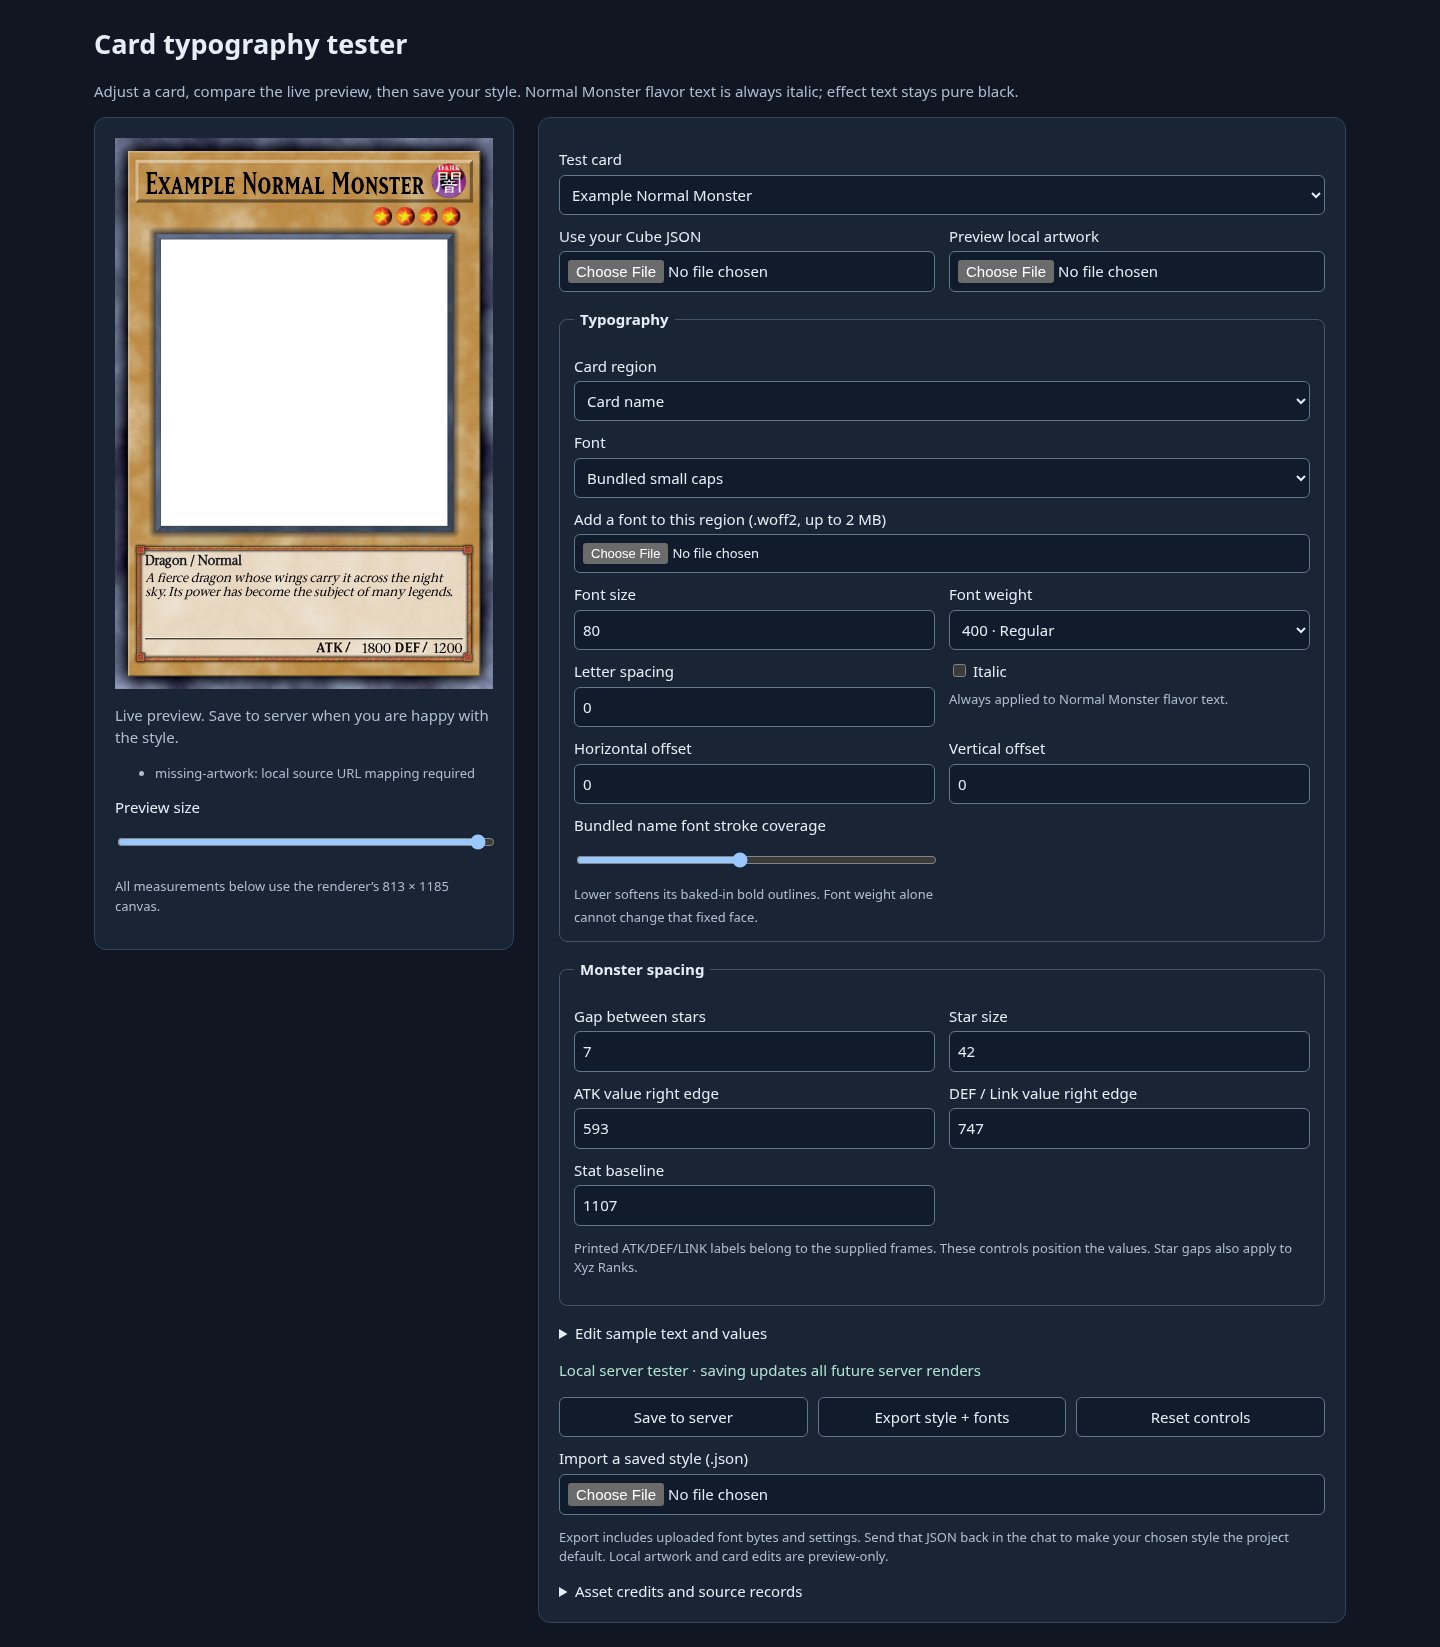 Card typography tester
Adjust a card, compare the live preview, then save your style. Normal Monster flavor text is always italic; effect text stays pure black.
Example Normal Monster
DARK
闇
Dragon / Normal
A fierce dragon whose wings carry it across the night
sky. Its power has become the subject of many legends.
ATK/ 1800 DEF/ 1200
Live preview. Save to server when you are happy with
the style.
missing-artwork: local source URL mapping required
Preview size
All measurements below use the renderer’s 813 × 1185
canvas.
Test card
Example Normal Monster
Use your Cube JSON
Preview local artwork
Choose File No file chosen
Choose File No file chosen
Typography
Card region
Card name
Font
Bundled small caps
Add a font to this region (.woff2, up to 2 MB)
Choose File No file chosen
Font size
Font weight
80
400 · Regular
Letter spacing
Italic
0
Always applied to Normal Monster flavor text.
Horizontal offset
Vertical offset
0
0
Bundled name font stroke coverage
Lower softens its baked-in bold outlines. Font weight alone
cannot change that fixed face.
Monster spacing
Gap between stars
Star size
7
42
ATK value right edge
DEF / Link value right edge
593
747
Stat baseline
1107
Printed ATK/DEF/LINK labels belong to the supplied frames. These controls position the values. Star gaps also apply to
Xyz Ranks.
Edit sample text and values
Local server tester · saving updates all future server renders
Save to server
Export style + fonts
Reset controls
Import a saved style (.json)
Choose File No file chosen
Export includes uploaded font bytes and settings. Send that JSON back in the chat to make your chosen style the project
default. Local artwork and card edits are preview-only.
Asset credits and source records